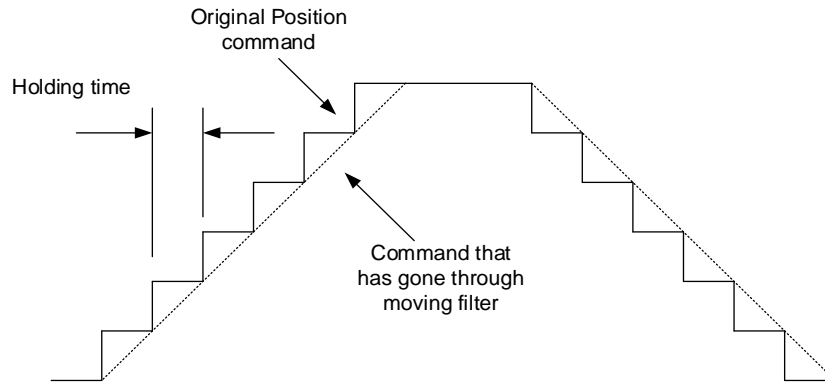 Original Position
command
Holding time
Command that
has gone through
moving filter